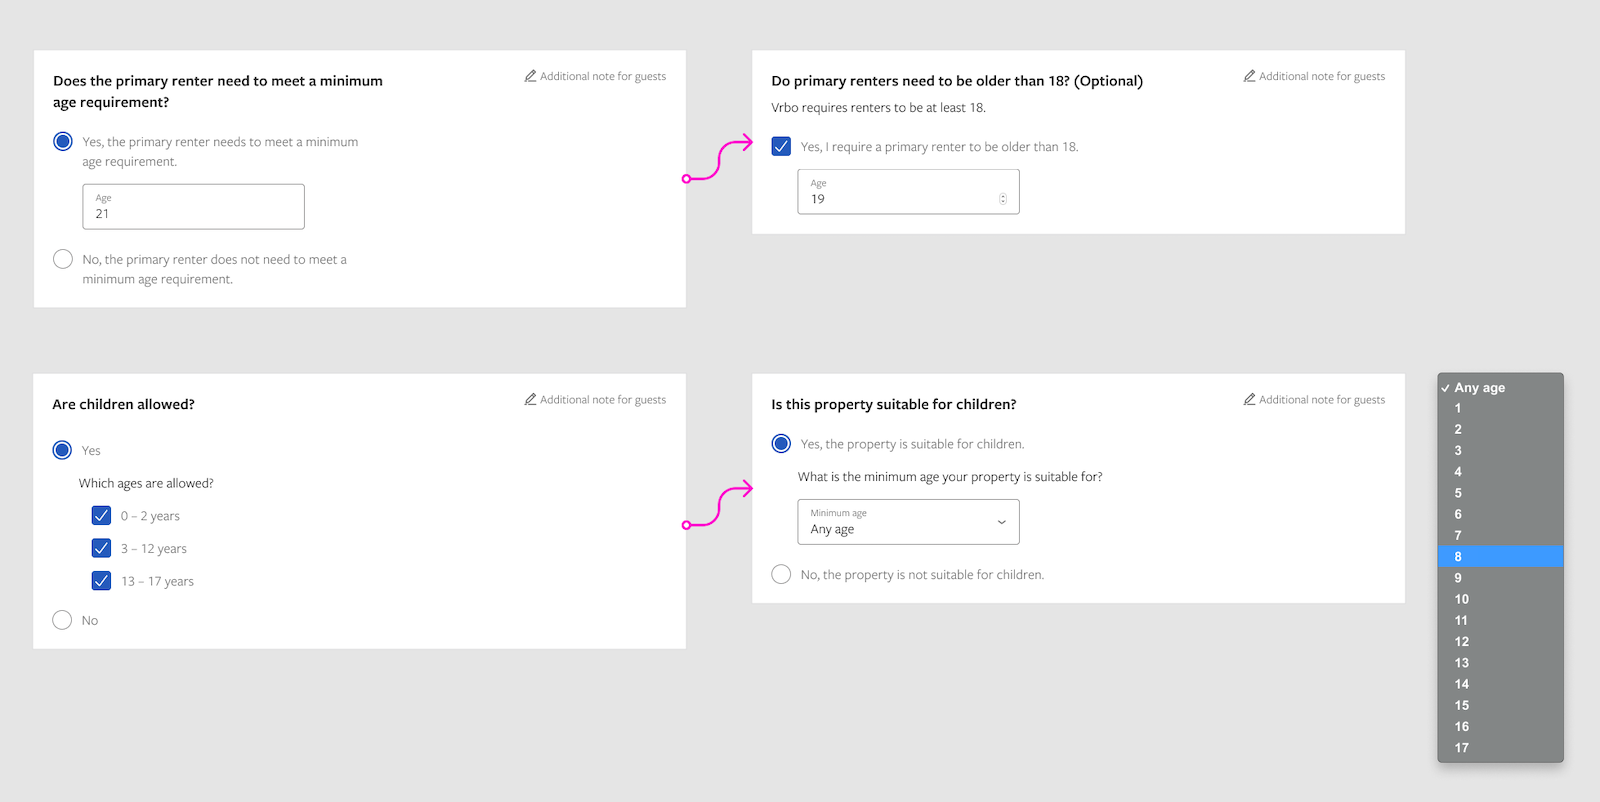 Does the primary renter need to meet a minimum
age requirement?
Additional note for guests
Yes, the primary renter needs to meet a minimum
age requirement.
Age
21
No, the primary renter does not need to meet a
minimum age requirement.
Do primary renters need to be older than 18? (Optional)
Additional note for guests
Vrbo requires renters to be at least 18.
Yes, I require a primary renter to be older than 18.
Age
19
Are children allowed?
Additional note for guests
Yes
Which ages are allowed?
0 – 2 years
3 – 12 years
13 – 17 years
No
Is this property suitable for children?
Additional note for guests
Yes, the property is suitable for children.
What is the minimum age your property is suitable for?
Minimum age
Any age
No, the property is not suitable for children.
Any age
1
2
3
4
5
6
7
8
9
10
11
12
13
14
15
16
17